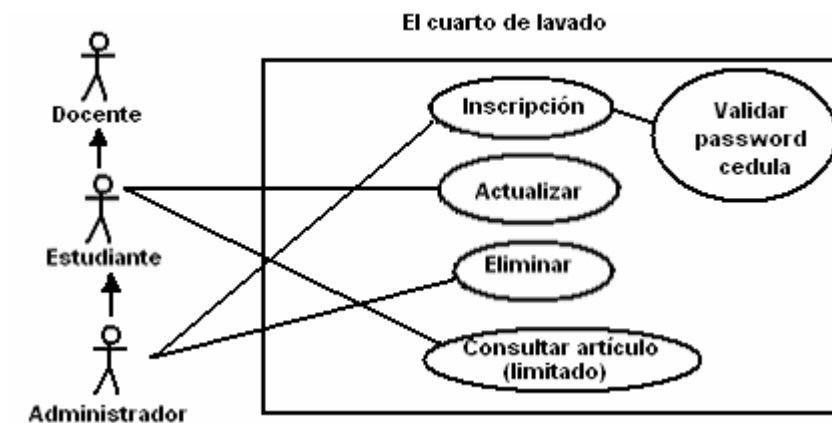 El cuarto de lavado
Docente
Estudiante
Administrador
Inscripción
Validar
password
cedula
Actualizar
Eliminar
Consultar artículo
(limitado)